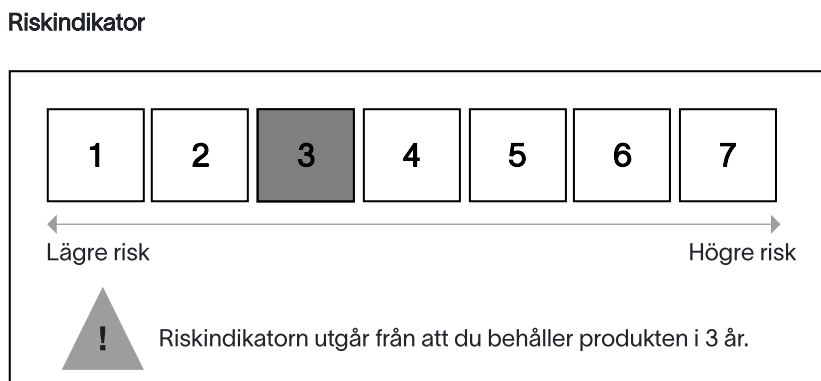 Riskindikator
1 2 3 4 5 6 7
Lägre risk Högre risk
! Riskindikatorn utgår från att du behåller produkten i 3 år.